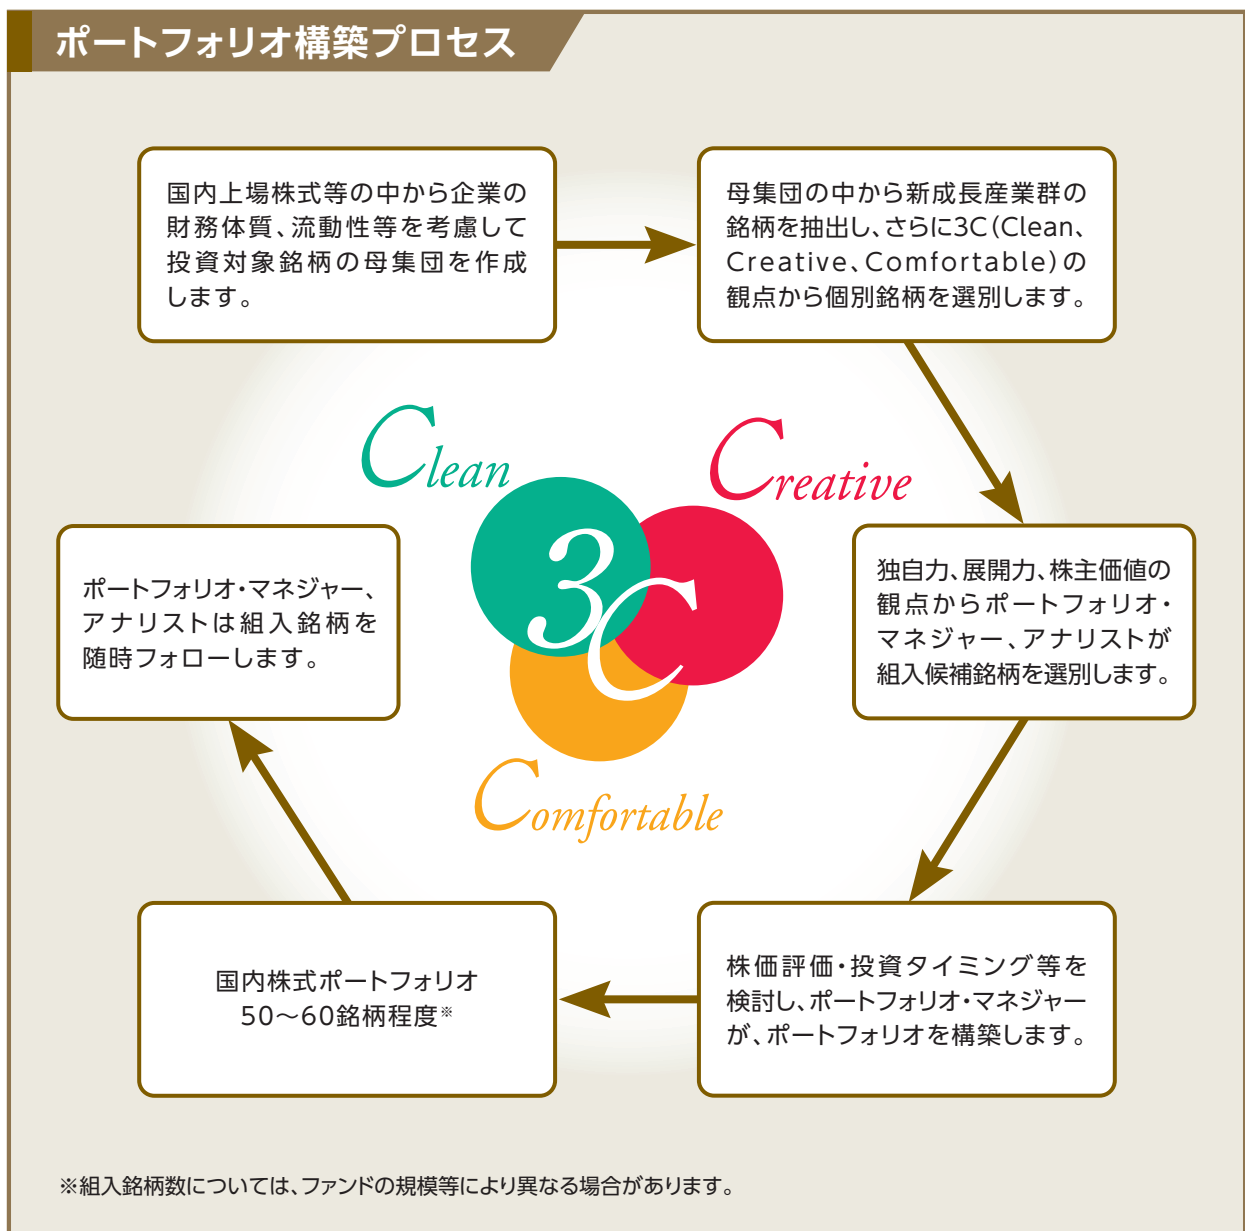 ポートフォリオ構築プロセス
国内上場株式等の中から企業の
財務体質、流動性等を考慮して
投資対象銘柄の母集団を作成
します。
母集団の中から新成長産業群の
銘柄を抽出し、さらに3C(Clean、
Creative、Comfortable)の
観点から個別銘柄を選別します。
独自力、展開力、株主価値の
観点からポートフォリオ・
マネジャー、アナリストが
組入候補銘柄を選別します。
株価評価・投資タイミング等を
検討し、ポートフォリオ・マネジャー
が、ポートフォリオを構築します。
国内株式ポートフォリオ
50～60銘柄程度※
ポートフォリオ・マネジャー、
アナリストは組入銘柄を
随時フォローします。
Clean
Creative
3C
Comfortable
※組入銘柄数については、ファンドの規模等により異なる場合があります。